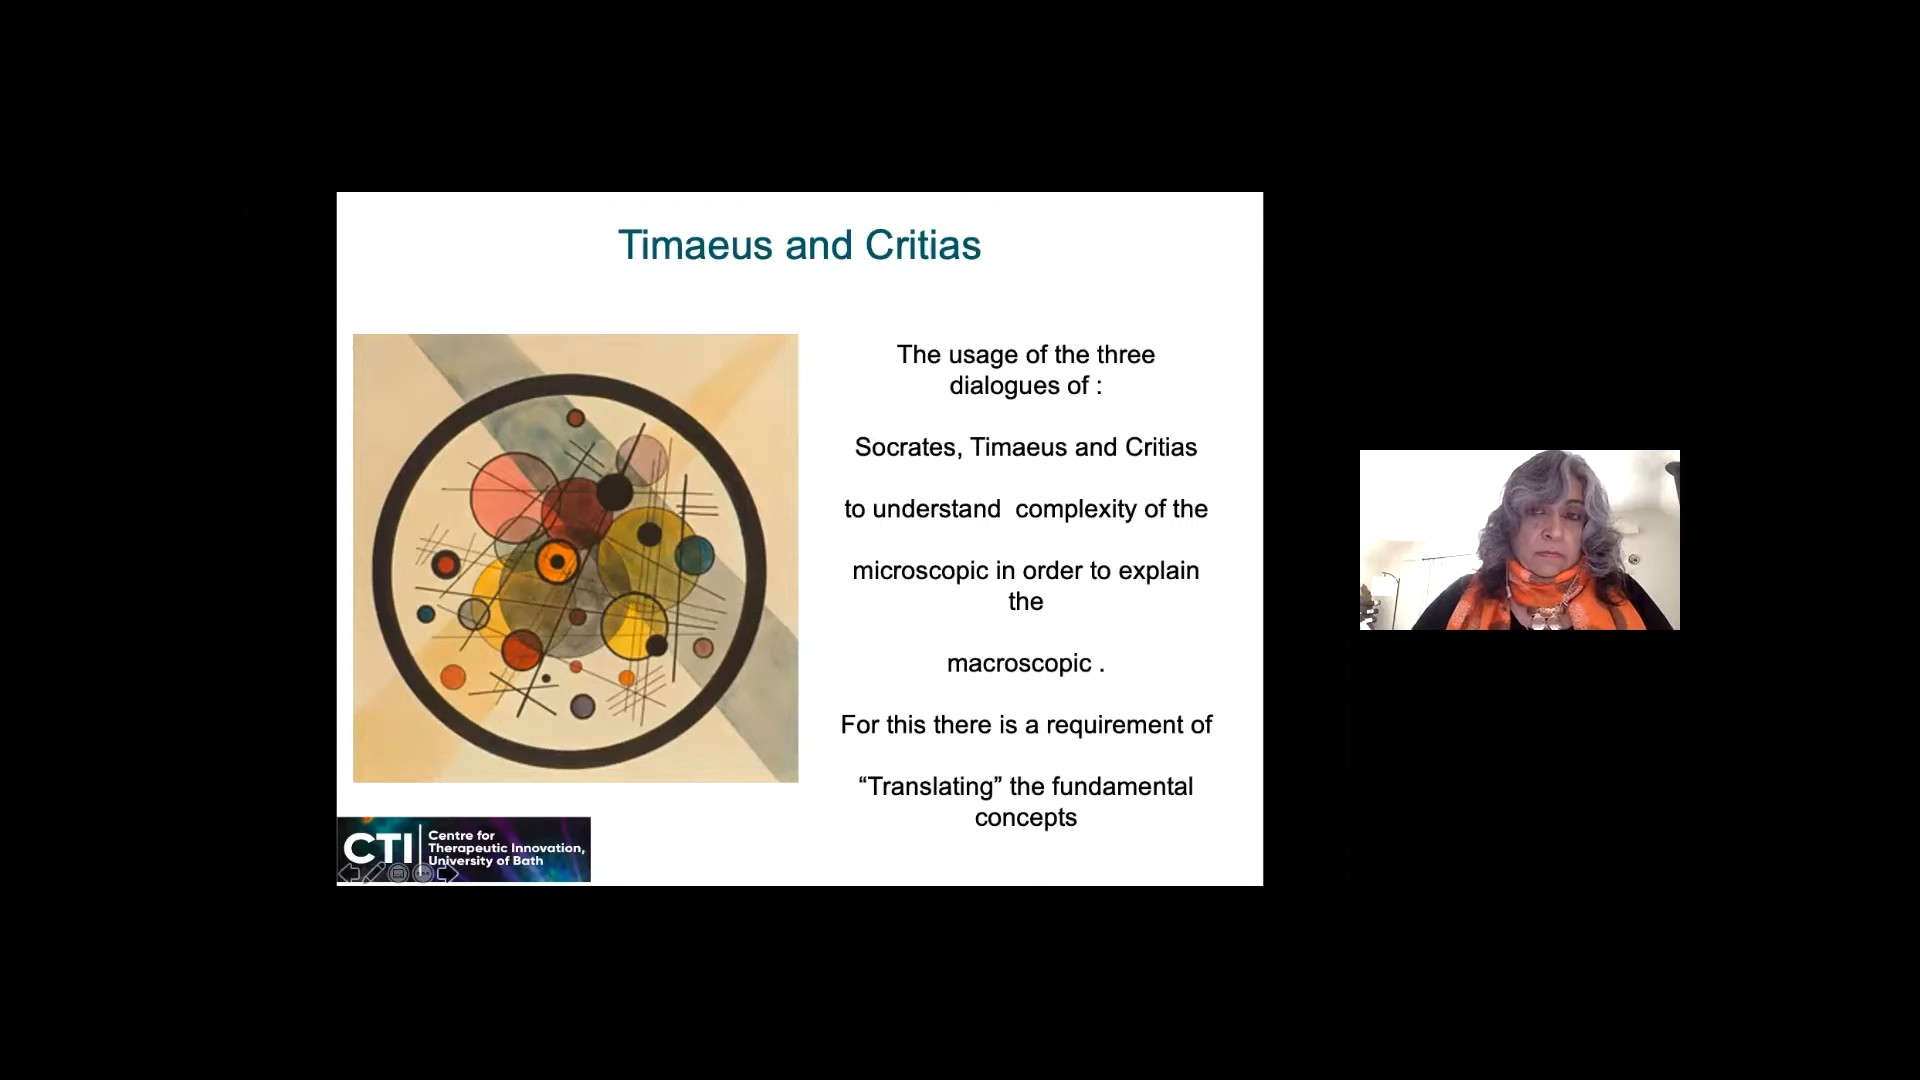 Timaeus and Critias
The usage of the three
dialogues of :
Socrates, Timaeus and Critias
to understand  complexity of the
microscopic in order to explain
the
macroscopic .
For this there is a requirement of
“Translating” the fundamental
concepts
CTI
Centre for
Therapeutic Innovation,
University of Bath